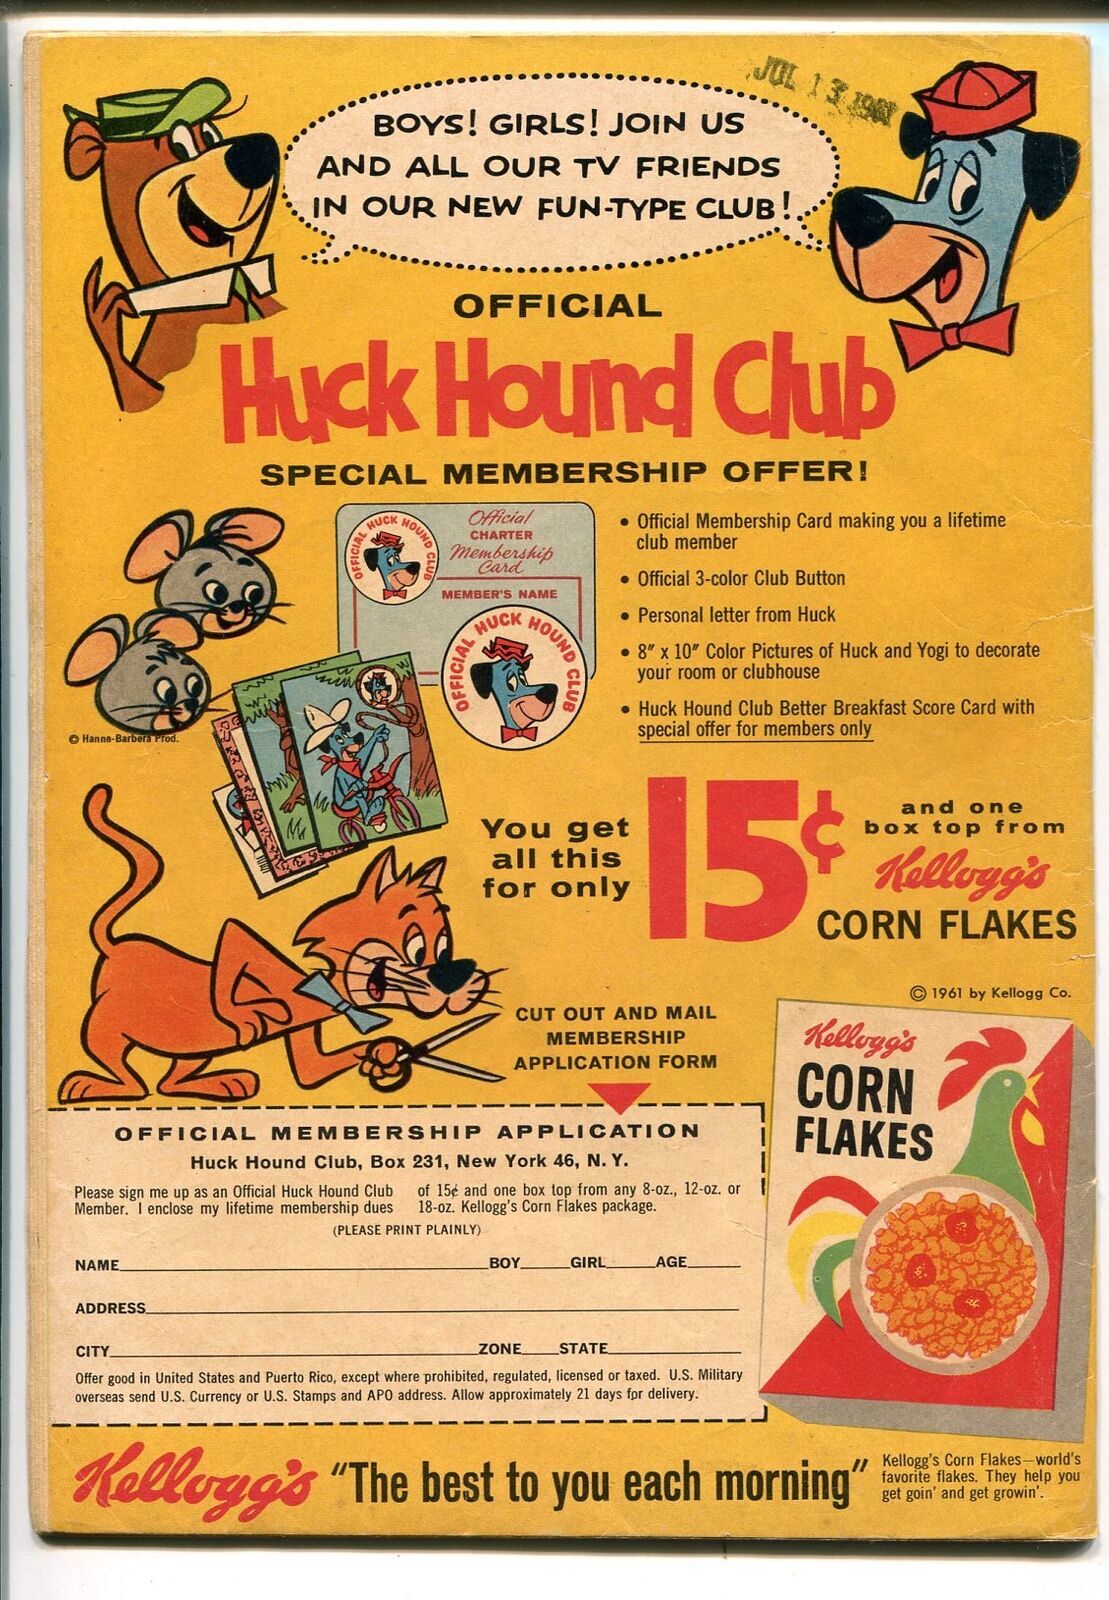 JUL 13 1961
BOYS! GIRLS! JOIN US
AND ALL OUR TV FRIENDS
IN OUR NEW FUN-TYPE CLUB!
OFFICIAL
Huck Hound Club
SPECIAL MEMBERSHIP OFFER!
OFFICIAL HUCK HOUND CLUB
Official
CHARTER
Membership
Card
MEMBER'S NAME
OFFICIAL HUCK HOUND CLUB
• Official Membership Card making you a lifetime
club member
• Official 3-color Club Button
• Personal letter from Huck
• 8" x 10" Color Pictures of Huck and Yogi to decorate
your room or clubhouse
• Huck Hound Club Better Breakfast Score Card with
special offer for members only
© Hanna-Barbera Prod.
You get
all this
for only
15¢
and one
box top from
Kellogg's
CORN FLAKES
© 1961 by Kellogg Co.
CUT OUT AND MAIL
MEMBERSHIP
APPLICATION FORM
Kellogg's
CORN
FLAKES
OFFICIAL MEMBERSHIP APPLICATION
Huck Hound Club, Box 231, New York 46, N. Y.
Please sign me up as an Official Huck Hound Club
Member. I enclose my lifetime membership dues
of 15¢ and one box top from any 8-oz., 12-oz. or
18-oz. Kellogg's Corn Flakes package.
(PLEASE PRINT PLAINLY)
NAME BOY GIRL AGE
ADDRESS
CITY ZONE STATE
Offer good in United States and Puerto Rico, except where prohibited, regulated, licensed or taxed. U.S. Military
overseas send U.S. Currency or U.S. Stamps and APO address. Allow approximately 21 days for delivery.
Kellogg's "The best to you each morning"
Kellogg's Corn Flakes—world's
favorite flakes. They help you
get goin' and get growin'.